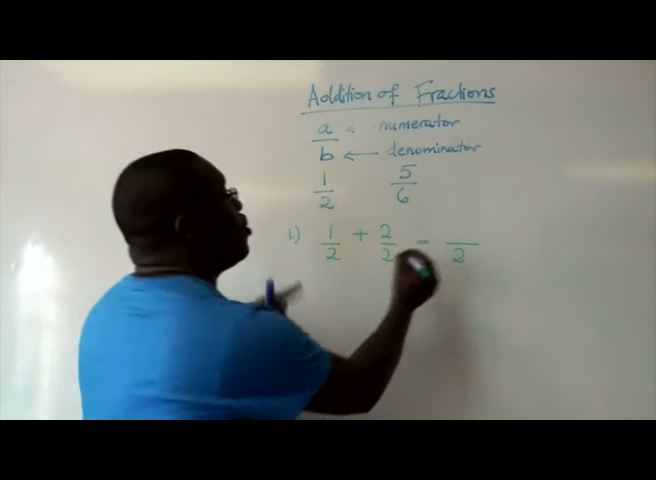 Addition of Fractions
a/b ← numerator
← denominator
1/2 5/6
1) 1/2 + 2/2 = /2